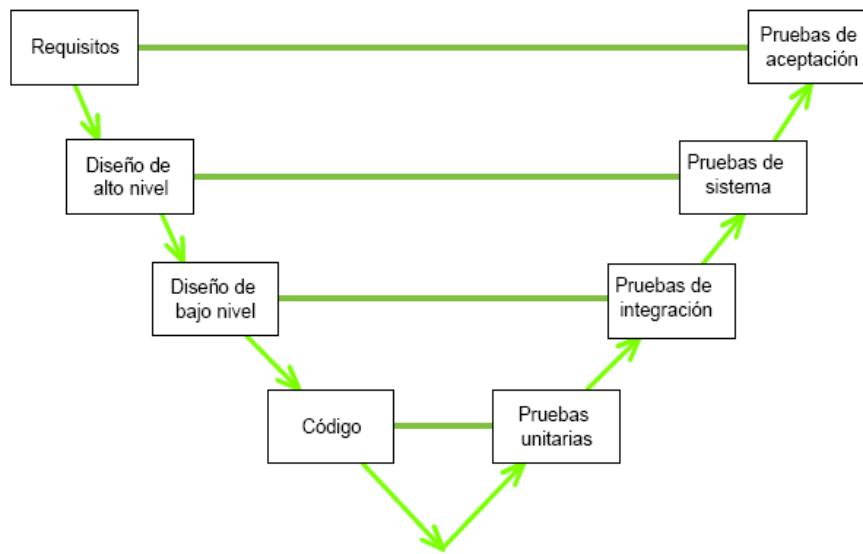 Requisitos
Pruebas de
aceptación
Diseño de
alto nivel
Pruebas de
sistema
Diseño de
bajo nivel
Pruebas de
integración
Código
Pruebas
unitarias